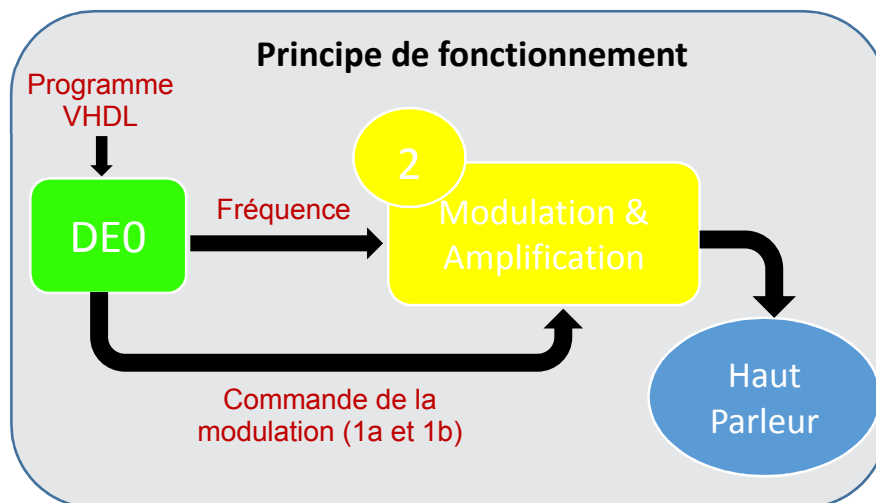 Principe de fonctionnement
Programme
VHDL
2
DE0
Fréquence
Modulation &
Amplification
Commande de la
modulation (1a et 1b)
Haut
Parleur